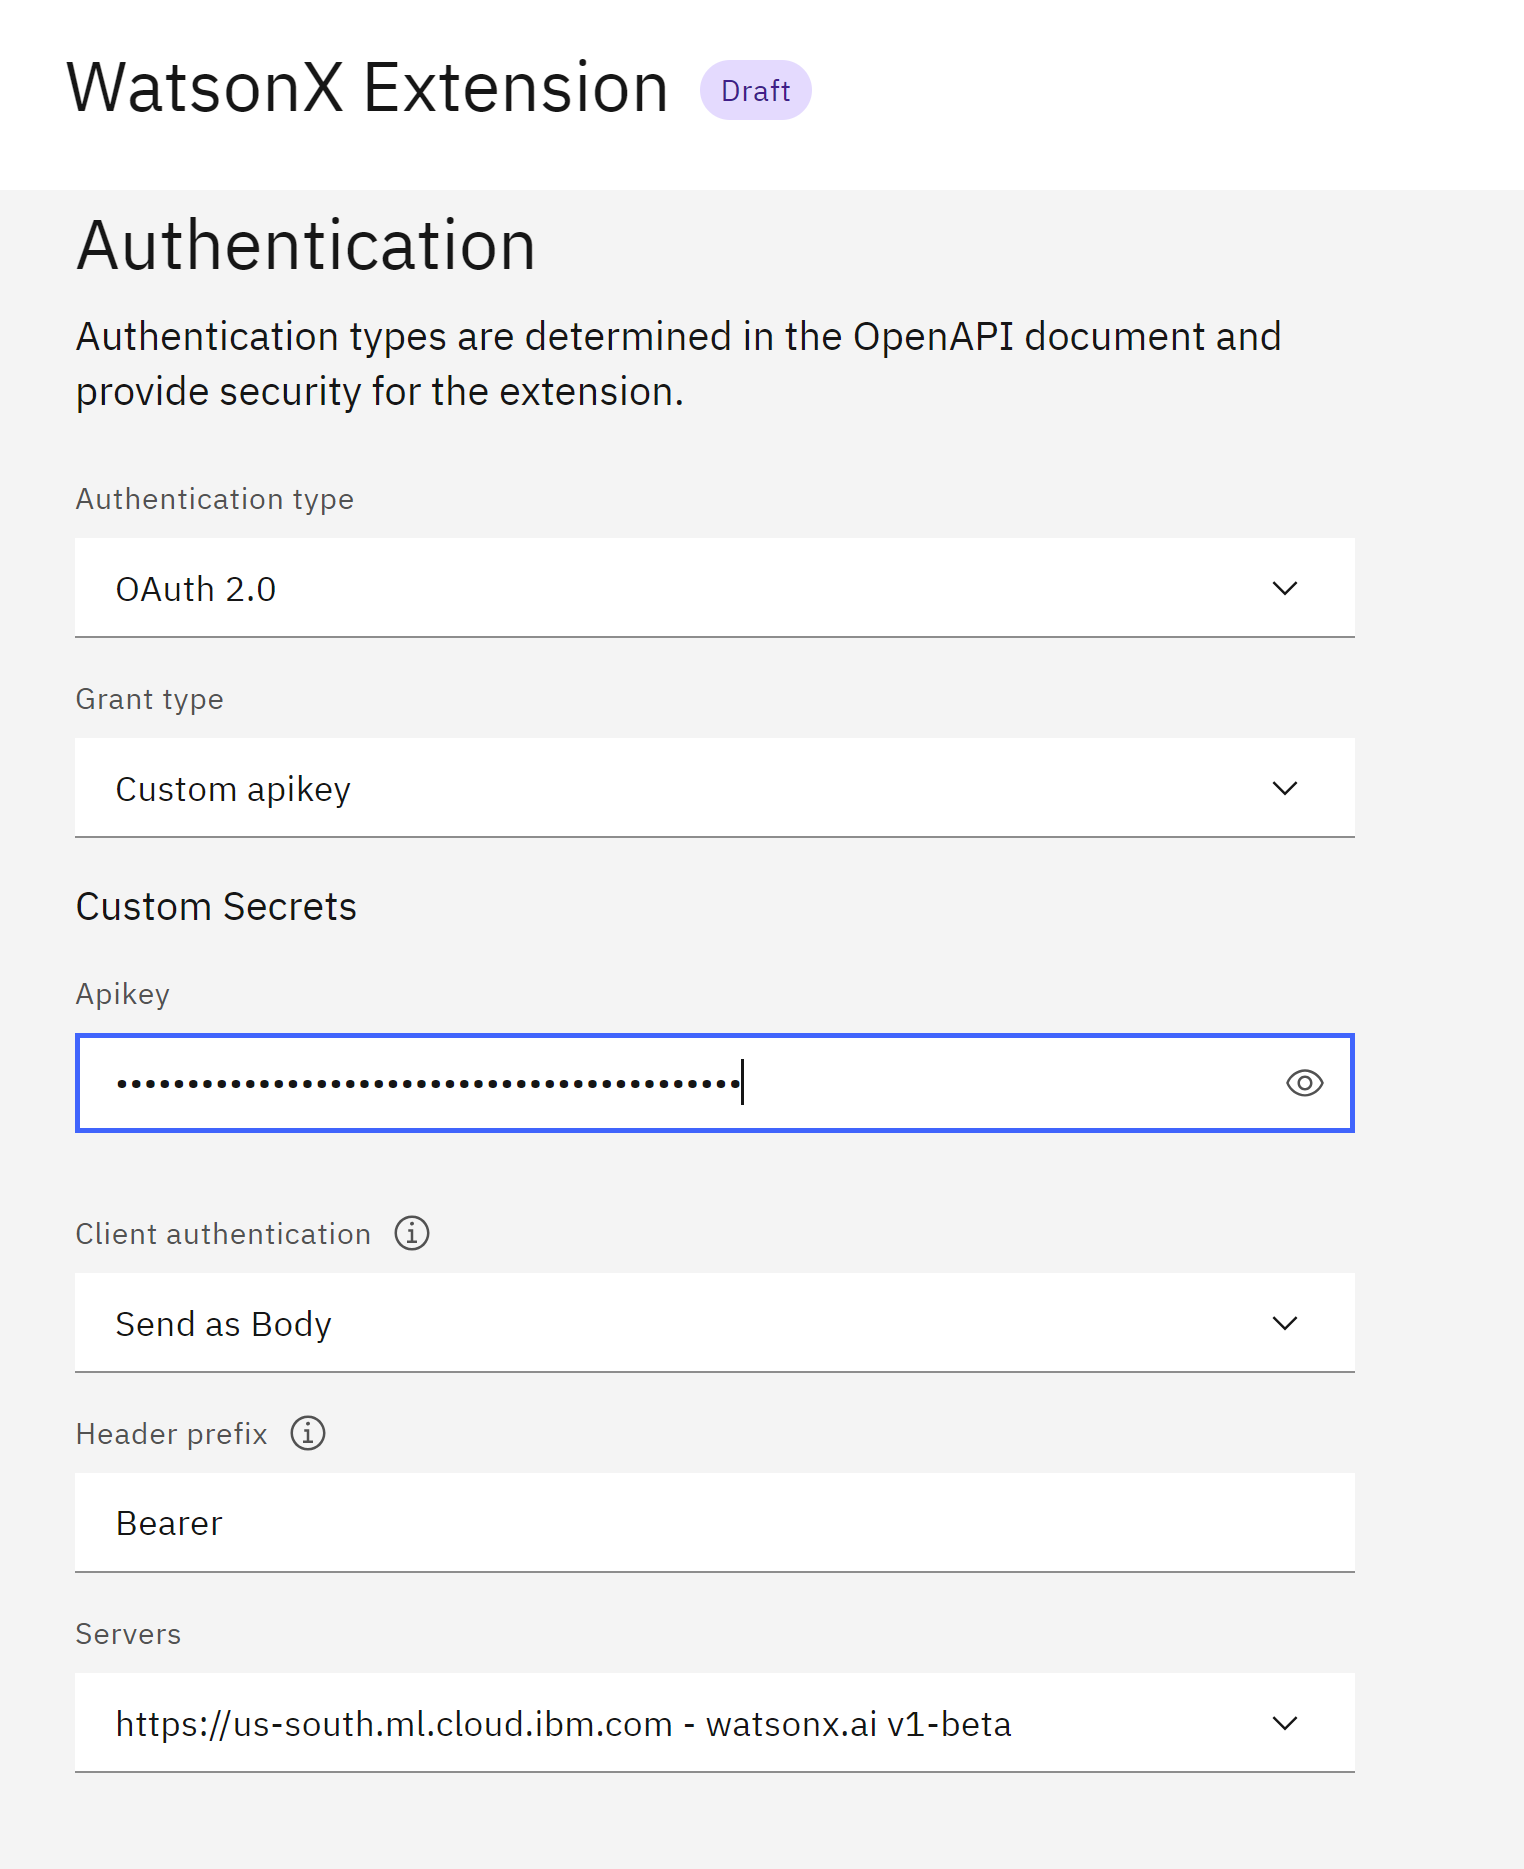 WatsonX Extension Draft
Authentication
Authentication types are determined in the OpenAPI document and
provide security for the extension.
Authentication type
OAuth 2.0
Grant type
Custom apikey
Custom Secrets
Apikey
••••••••••••••••••••••••••••••••••••••••••••
Client authentication
Send as Body
Header prefix
Bearer
Servers
https://us-south.ml.cloud.ibm.com - watsonx.ai v1-beta